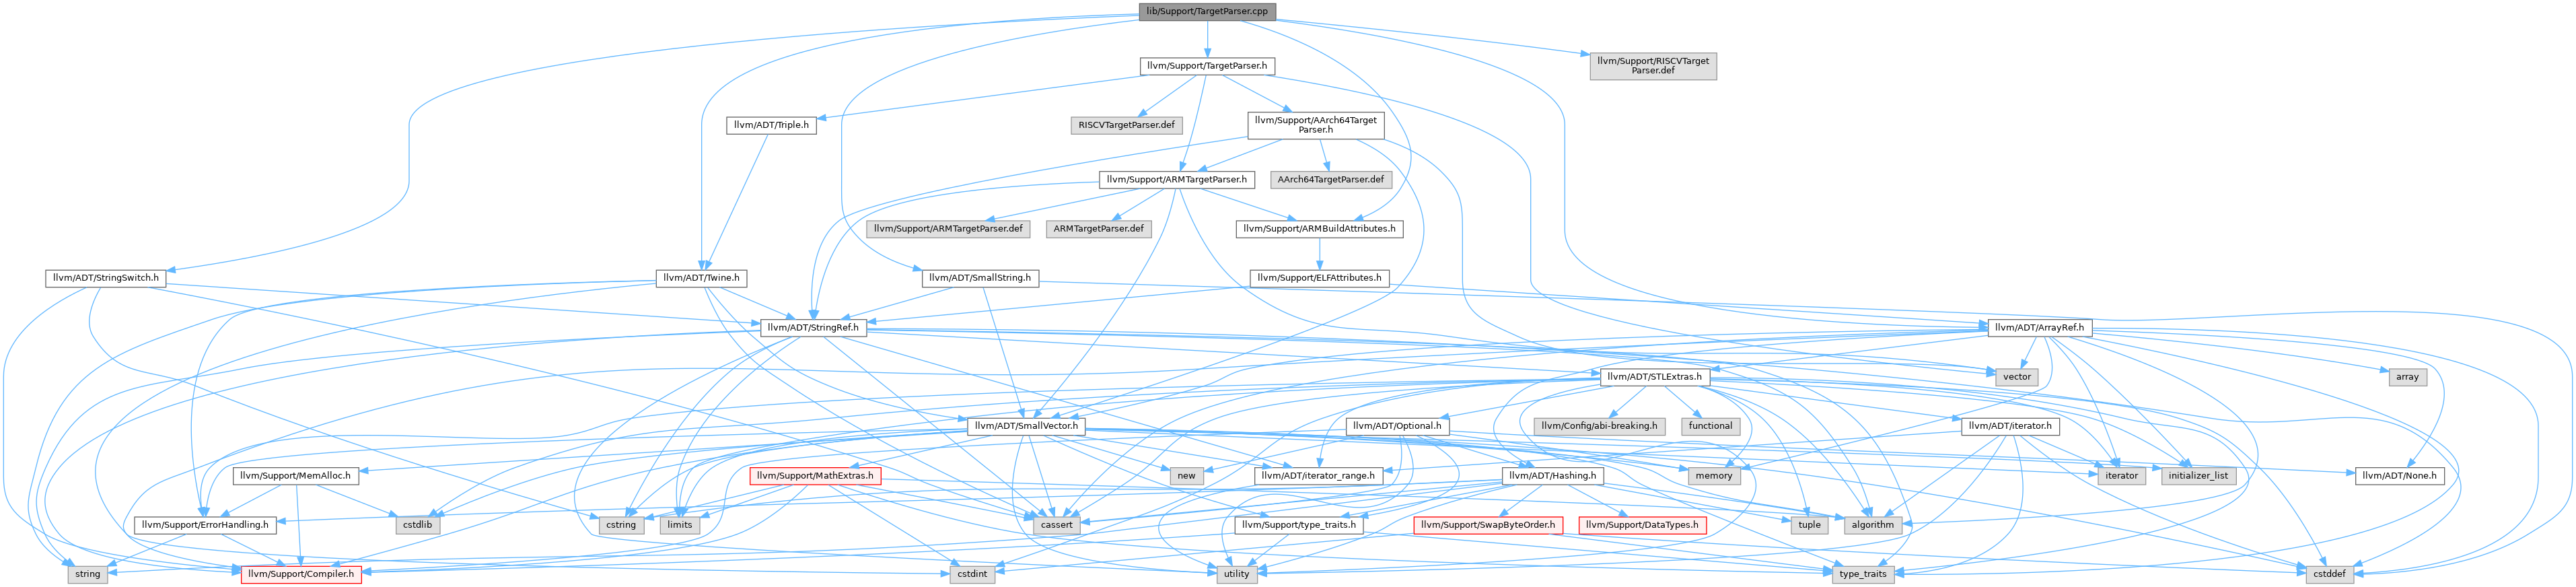 lib/Support/TargetParser.cpp
llvm/Support/TargetParser.h
llvm/Support/RISCVTarget
Parser.def
llvm/ADT/Triple.h
RISCVTargetParser.def
llvm/Support/AArch64Target
Parser.h
llvm/Support/ARMTargetParser.h
AArch64TargetParser.def
llvm/Support/ARMTargetParser.def
ARMTargetParser.def
llvm/Support/ARMBuildAttributes.h
llvm/ADT/StringSwitch.h
llvm/ADT/Twine.h
llvm/ADT/SmallString.h
llvm/Support/ELFAttributes.h
llvm/ADT/StringRef.h
llvm/ADT/ArrayRef.h
llvm/ADT/STLExtras.h
vector
array
llvm/ADT/SmallVector.h
llvm/ADT/Optional.h
llvm/Config/abi-breaking.h
functional
llvm/ADT/iterator.h
llvm/Support/MemAlloc.h
llvm/Support/MathExtras.h
new
llvm/ADT/iterator_range.h
llvm/ADT/Hashing.h
memory
iterator
initializer_list
llvm/ADT/None.h
llvm/Support/ErrorHandling.h
cstdlib
cstring
limits
cassert
llvm/Support/type_traits.h
llvm/Support/SwapByteOrder.h
llvm/Support/DataTypes.h
tuple
algorithm
string
llvm/Support/Compiler.h
cstdint
utility
type_traits
cstddef